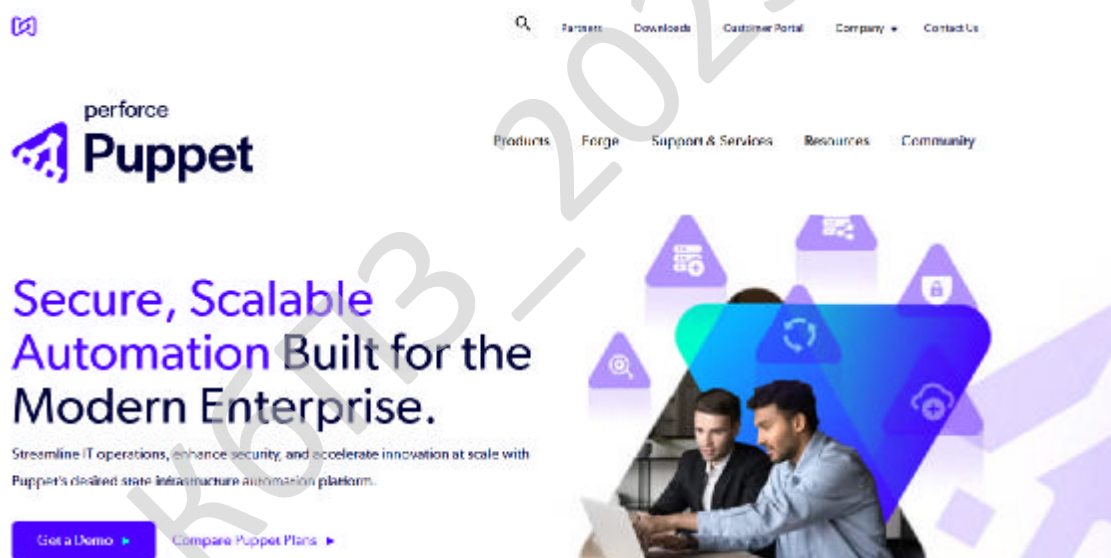 Partners Downloads Customer Portal Company Contact Us
perforce
Puppet
Products Forge Support & Services Resources Community
Secure, Scalable
Automation Built for the
Modern Enterprise.
Streamline IT operations, enhance security, and accelerate innovation at scale with
Puppet's desired state infrastructure automation platform.
Get a Demo Compare Puppet Plans